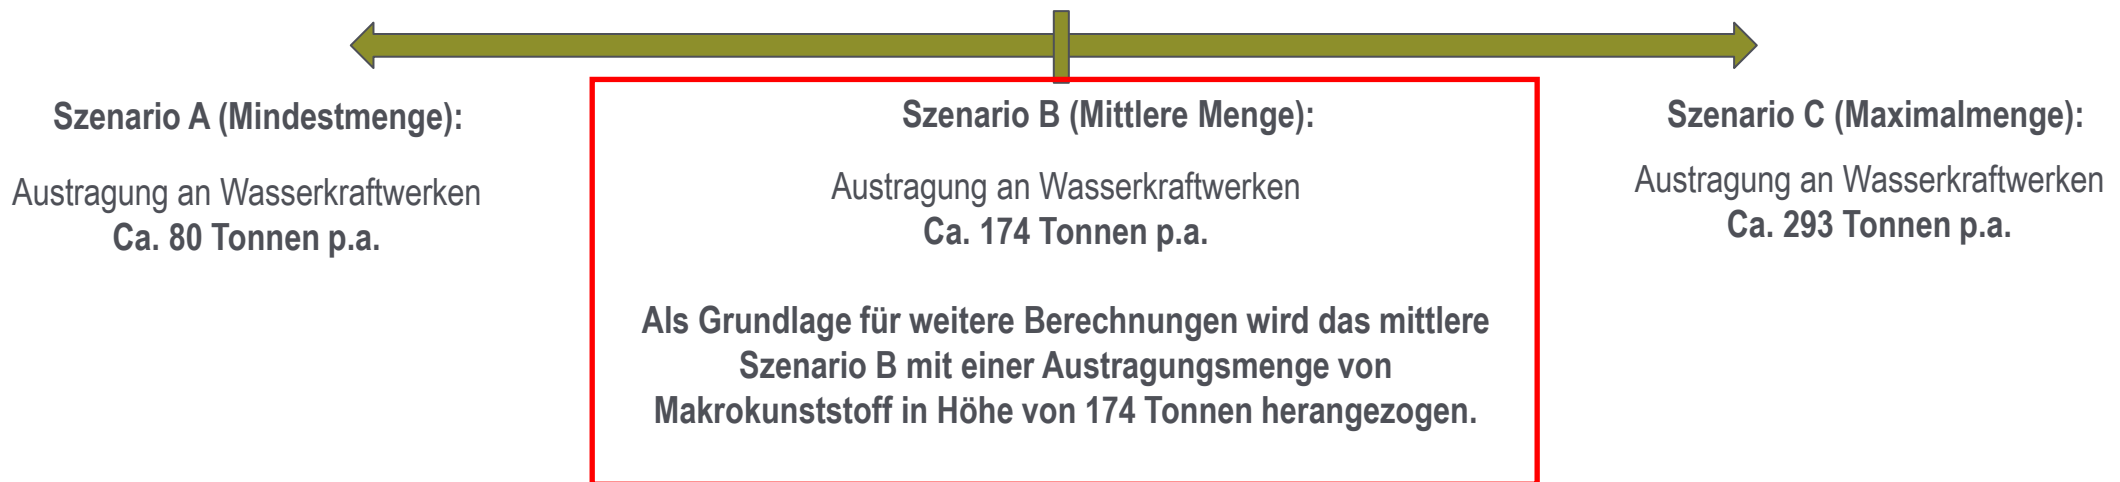 Szenario A (Mindestmenge):
Austragung an Wasserkraftwerken
Ca. 80 Tonnen p.a.
Szenario B (Mittlere Menge):
Austragung an Wasserkraftwerken
Ca. 174 Tonnen p.a.
Als Grundlage für weitere Berechnungen wird das mittlere
Szenario B mit einer Austragungsmenge von
Makrokunststoff in Höhe von 174 Tonnen herangezogen.
Szenario C (Maximalmenge):
Austragung an Wasserkraftwerken
Ca. 293 Tonnen p.a.